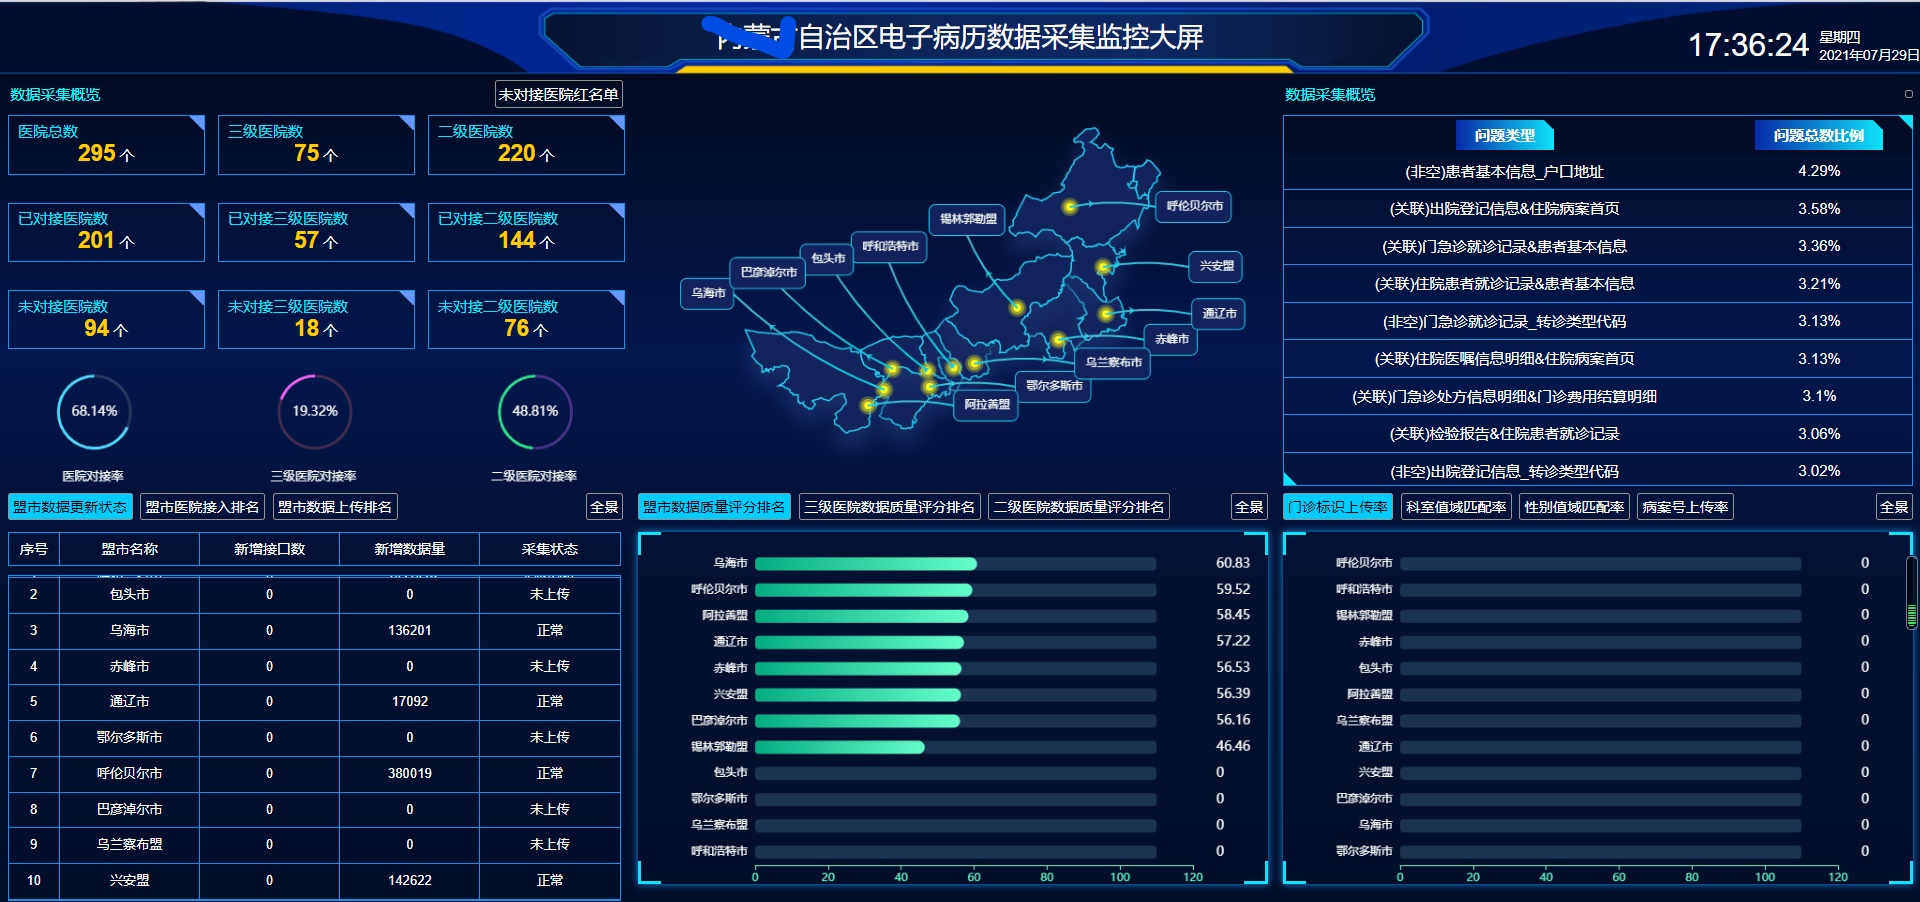 内蒙古自治区电子病历数据采集监控大屏
17:36:24
星期四
2021年07月29日
数据采集概览
未对接医院红名单
医院总数
295 个
三级医院数
75 个
二级医院数
220 个
已对接医院数
201 个
已对接三级医院数
57 个
已对接二级医院数
144 个
未对接医院数
94 个
未对接三级医院数
18 个
未对接二级医院数
76 个
68.14%
医院对接率
19.32%
三级医院对接率
48.81%
二级医院对接率
呼伦贝尔市
锡林郭勒盟
呼和浩特市
包头市
巴彦淖尔市
乌海市
兴安盟
通辽市
赤峰市
乌兰察布市
鄂尔多斯市
阿拉善盟
数据采集概览
问题类型 问题总数比例
(非空)患者基本信息_户口地址 4.29%
(关联)出院登记信息&住院病案首页 3.58%
(关联)门急诊就诊记录&患者基本信息 3.36%
(关联)住院患者就诊记录&患者基本信息 3.21%
(非空)门急诊就诊记录_转诊类型代码 3.13%
(关联)住院医嘱信息明细&住院病案首页 3.13%
(关联)门急诊处方信息明细&门诊费用结算明细 3.1%
(关联)检验报告&住院患者就诊记录 3.06%
(非空)出院登记信息_转诊类型代码 3.02%
盟市数据更新状态 盟市医院接入排名 盟市数据上传排名 全景
序号 盟市名称 新增接口数 新增数据量 采集状态
2 包头市 0 0 未上传
3 乌海市 0 136201 正常
4 赤峰市 0 0 未上传
5 通辽市 0 17092 正常
6 鄂尔多斯市 0 0 未上传
7 呼伦贝尔市 0 380019 正常
8 巴彦淖尔市 0 0 未上传
9 乌兰察布盟 0 0 未上传
10 兴安盟 0 142622 正常
盟市数据质量评分排名 三级医院数据质量评分排名 二级医院数据质量评分排名 全景
乌海市 60.83
呼伦贝尔市 59.52
阿拉善盟 58.45
通辽市 57.22
赤峰市 56.53
兴安盟 56.39
巴彦淖尔市 56.16
锡林郭勒盟 46.46
包头市 0
鄂尔多斯市 0
乌兰察布盟 0
呼和浩特市 0
0 20 40 60 80 100 120
门诊标识上传率 科室值域匹配率 性别值域匹配率 病案号上传率 全景
呼伦贝尔市 0
呼和浩特市 0
锡林郭勒盟 0
赤峰市 0
包头市 0
阿拉善盟 0
乌兰察布盟 0
通辽市 0
兴安盟 0
巴彦淖尔市 0
乌海市 0
鄂尔多斯市 0
0 20 40 60 80 100 120